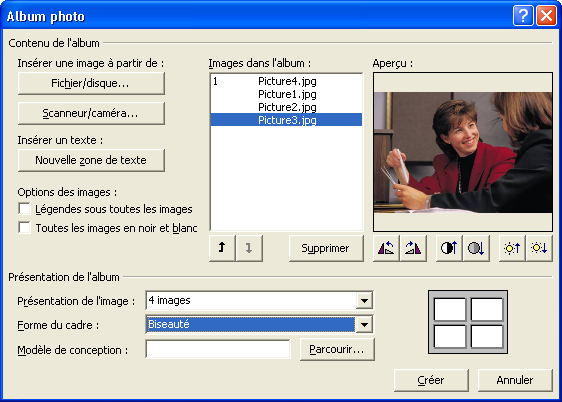 Album photo
Contenu de l'album
Insérer une image à partir de :
Fichier/disque...
Scanneur/caméra...
Insérer un texte :
Nouvelle zone de texte
Options des images :
Légendes sous toutes les images
Toutes les images en noir et blanc
Images dans l'album :
1 Picture4.jpg
Picture1.jpg
Picture2.jpg
Picture3.jpg
Supprimer
Aperçu :
Présentation de l'album
Présentation de l'image : 4 images
Forme du cadre : Biseauté
Modèle de conception : Parcourir...
Créer Annuler